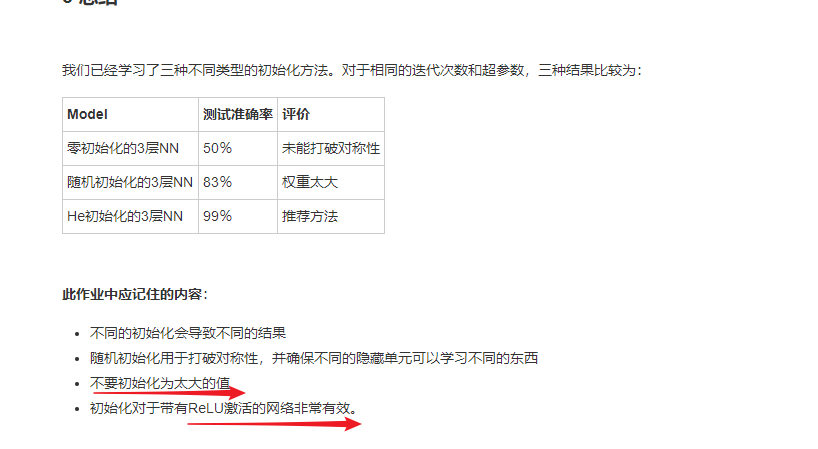 我们已经学习了三种不同类型的初始化方法。对于相同的迭代次数和超参数，三种结果比较为：
Model 测试准确率 评价
零初始化的3层NN 50% 未能打破对称性
随机初始化的3层NN 83% 权重太大
He初始化的3层NN 99% 推荐方法
此作业中应记住的内容：
不同的初始化会导致不同的结果
随机初始化用于打破对称性，并确保不同的隐藏单元可以学习不同的东西
不要初始化为太大的值
初始化对于带有ReLU激活的网络非常有效。